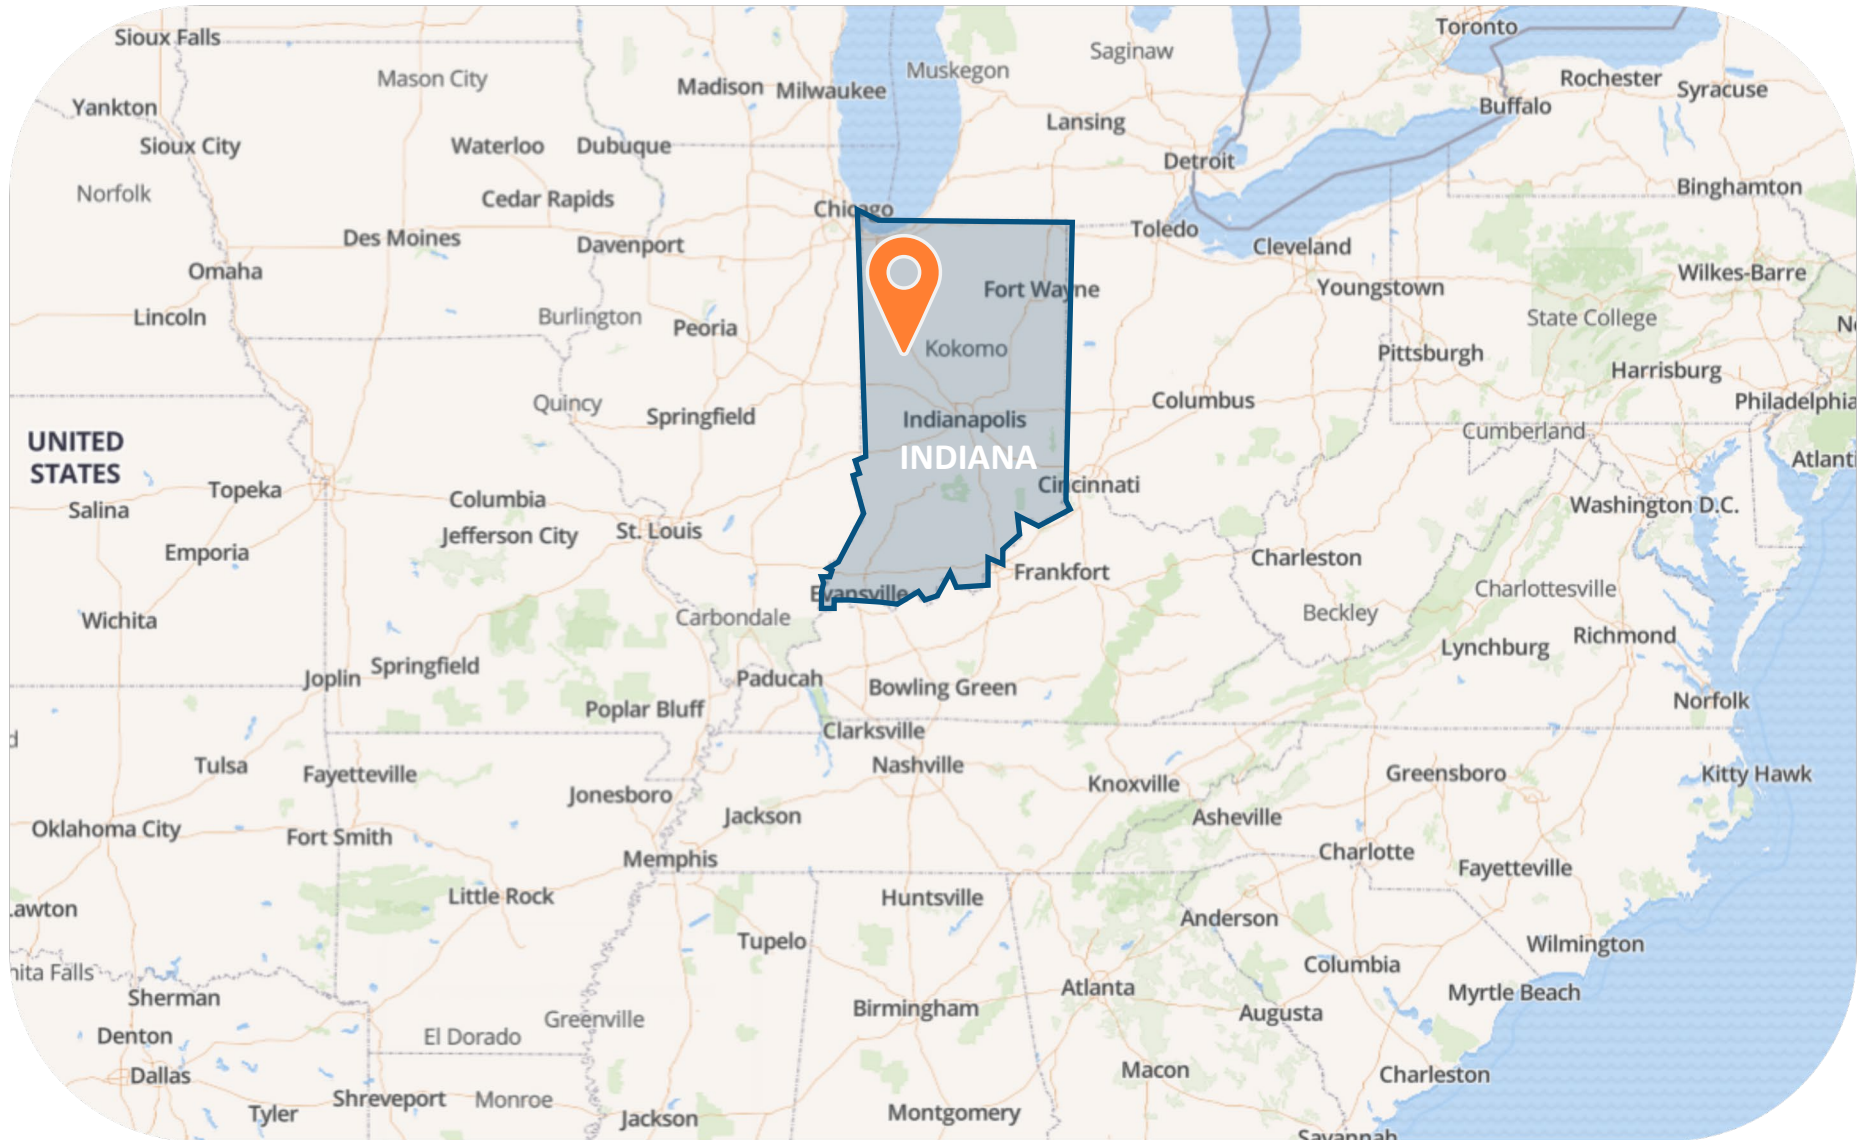 Sioux Falls
Toronto
Saginaw
Muskegon
Mason City
Madison
Milwaukee
Rochester
Syracuse
Yankton
Buffalo
Lansing
Sioux City
Waterloo
Dubuque
Detroit
Norfolk
Cedar Rapids
Binghamton
Chicago
Des Moines
Davenport
Toledo
Cleveland
Omaha
Wilkes-Barre
Fort Wayne
Youngstown
Lincoln
Burlington
Peoria
State College
Kokomo
Pittsburgh
Harrisburg
Quincy
Springfield
Columbus
Philadelphia
Indianapolis
Cumberland
UNITED
STATES
INDIANA
Atlanti
Topeka
Columbia
Cincinnati
Salina
Washington D.C.
Jefferson City
St. Louis
Emporia
Charleston
Frankfort
Evansville
Charlottesville
Wichita
Carbondale
Beckley
Richmond
Lynchburg
Springfield
Joplin
Paducah
Bowling Green
Norfolk
Poplar Bluff
Clarksville
Tulsa
Fayetteville
Nashville
Knoxville
Greensboro
Kitty Hawk
Jonesboro
Jackson
Asheville
Oklahoma City
Fort Smith
Memphis
Charlotte
Fayetteville
Little Rock
Huntsville
awton
Anderson
Tupelo
Wilmington
Columbia
hita Falls
Sherman
Atlanta
Myrtle Beach
Birmingham
Augusta
Greenville
Denton
El Dorado
Dallas
Macon
Charleston
Shreveport
Monroe
Tyler
Jackson
Montgomery
Savannah